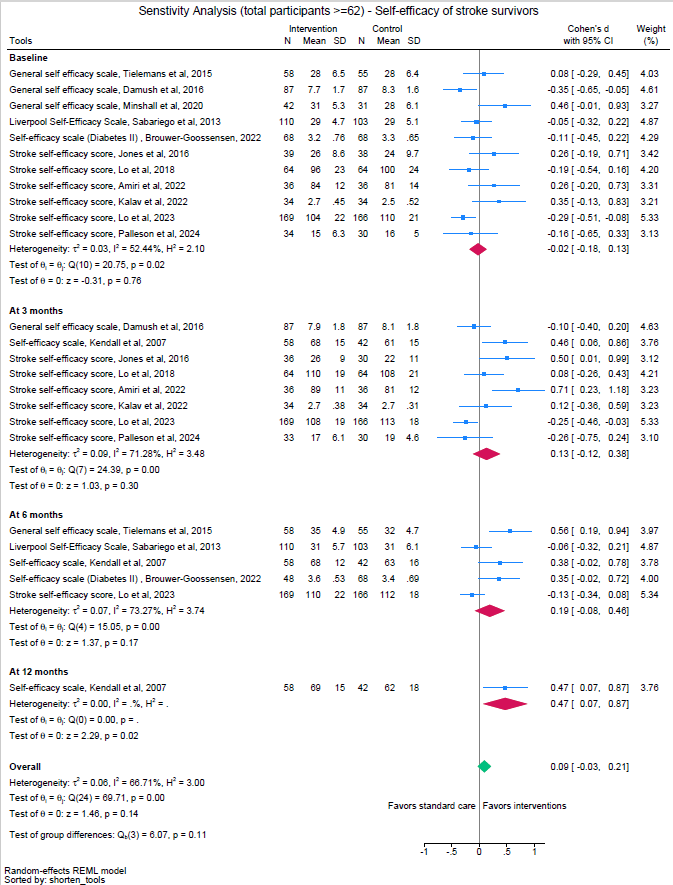 Senstivity Analysis (total participants >=62) - Self-efficacy of stroke survivors
Intervention Control Cohen's d Weight
Tools N Mean SD N Mean SD with 95% CI (%)
Baseline
General self efficacy scale, Tielemans et al, 2015 58 28 6.5 55 28 6.4 0.08 [ -0.29, 0.45] 4.03
General self efficacy scale, Damush et al, 2016 87 7.7 1.7 87 8.3 1.6 -0.35 [ -0.65, -0.05] 4.61
General self efficacy scale, Minshall et al, 2020 42 31 5.3 31 28 6.1 0.46 [ -0.01, 0.93] 3.27
Liverpool Self-Efficacy Scale, Sabariego et al, 2013 110 29 4.7 103 29 5.1 -0.05 [ -0.32, 0.22] 4.87
Self-efficacy scale (Diabetes II) , Brouwer-Goossensen, 2022 68 3.2 .76 68 3.3 .65 -0.11 [ -0.45, 0.22] 4.29
Stroke self-efficacy score, Jones et al, 2016 39 26 8.6 38 24 9.7 0.26 [ -0.19, 0.71] 3.42
Stroke self-efficacy score, Lo et al, 2018 64 96 23 64 100 24 -0.19 [ -0.54, 0.16] 4.20
Stroke self-efficacy score, Amiri et al, 2022 36 84 12 36 81 14 0.26 [ -0.20, 0.73] 3.31
Stroke self-efficacy score, Kalav et al, 2022 34 2.7 .45 34 2.5 .52 0.35 [ -0.13, 0.83] 3.21
Stroke self-efficacy score, Lo et al, 2023 169 104 22 166 110 21 -0.29 [ -0.51, -0.08] 5.33
Stroke self-efficacy score, Palleson et al, 2024 34 15 6.3 30 16 5 -0.16 [ -0.65, 0.33] 3.13
Heterogeneity: τ² = 0.03, I² = 52.44%, H² = 2.10 -0.02 [ -0.18, 0.13]
Test of θᵢ = θⱼ: Q(10) = 20.75, p = 0.02
Test of θ = 0: z = -0.31, p = 0.76
At 3 months
General self efficacy scale, Damush et al, 2016 87 7.9 1.8 87 8.1 1.8 -0.10 [ -0.40, 0.20] 4.63
Self-efficacy scale, Kendall et al, 2007 58 68 15 42 61 15 0.46 [ 0.06, 0.86] 3.76
Stroke self-efficacy score, Jones et al, 2016 36 26 9 30 22 11 0.50 [ 0.01, 0.99] 3.12
Stroke self-efficacy score, Lo et al, 2018 64 110 19 64 108 21 0.08 [ -0.26, 0.43] 4.21
Stroke self-efficacy score, Amiri et al, 2022 36 89 11 36 81 12 0.71 [ 0.23, 1.18] 3.23
Stroke self-efficacy score, Kalav et al, 2022 34 2.7 .38 34 2.7 .31 0.12 [ -0.36, 0.59] 3.23
Stroke self-efficacy score, Lo et al, 2023 169 108 19 166 113 18 -0.25 [ -0.46, -0.03] 5.33
Stroke self-efficacy score, Palleson et al, 2024 33 17 6.1 30 19 4.6 -0.26 [ -0.75, 0.24] 3.10
Heterogeneity: τ² = 0.09, I² = 71.28%, H² = 3.48 0.13 [ -0.12, 0.38]
Test of θᵢ = θⱼ: Q(7) = 24.39, p = 0.00
Test of θ = 0: z = 1.03, p = 0.30
At 6 months
General self efficacy scale, Tielemans et al, 2015 58 35 4.9 55 32 4.7 0.56 [ 0.19, 0.94] 3.97
Liverpool Self-Efficacy Scale, Sabariego et al, 2013 110 31 5.7 103 31 6.1 -0.06 [ -0.32, 0.21] 4.87
Self-efficacy scale, Kendall et al, 2007 58 68 12 42 63 16 0.38 [ -0.02, 0.78] 3.78
Self-efficacy scale (Diabetes II) , Brouwer-Goossensen, 2022 48 3.6 .53 68 3.4 .69 0.35 [ -0.02, 0.72] 4.00
Stroke self-efficacy score, Lo et al, 2023 169 110 22 166 112 18 -0.13 [ -0.34, 0.08] 5.34
Heterogeneity: τ² = 0.07, I² = 73.27%, H² = 3.74 0.19 [ -0.08, 0.46]
Test of θᵢ = θⱼ: Q(4) = 15.05, p = 0.00
Test of θ = 0: z = 1.37, p = 0.17
At 12 months
Self-efficacy scale, Kendall et al, 2007 58 69 15 42 62 18 0.47 [ 0.07, 0.87] 3.76
Heterogeneity: τ² = 0.00, I² = .%, H² = . 0.47 [ 0.07, 0.87]
Test of θᵢ = θⱼ: Q(0) = 0.00, p = .
Test of θ = 0: z = 2.29, p = 0.02
Overall 0.09 [ -0.03, 0.21]
Heterogeneity: τ² = 0.06, I² = 66.71%, H² = 3.00
Test of θᵢ = θⱼ: Q(24) = 69.71, p = 0.00
Test of θ = 0: z = 1.46, p = 0.14
Favors standard care Favors interventions
Test of group differences: Q_b(3) = 6.07, p = 0.11
-1 -.5 0 .5 1
Random-effects REML model
Sorted by: shorten_tools